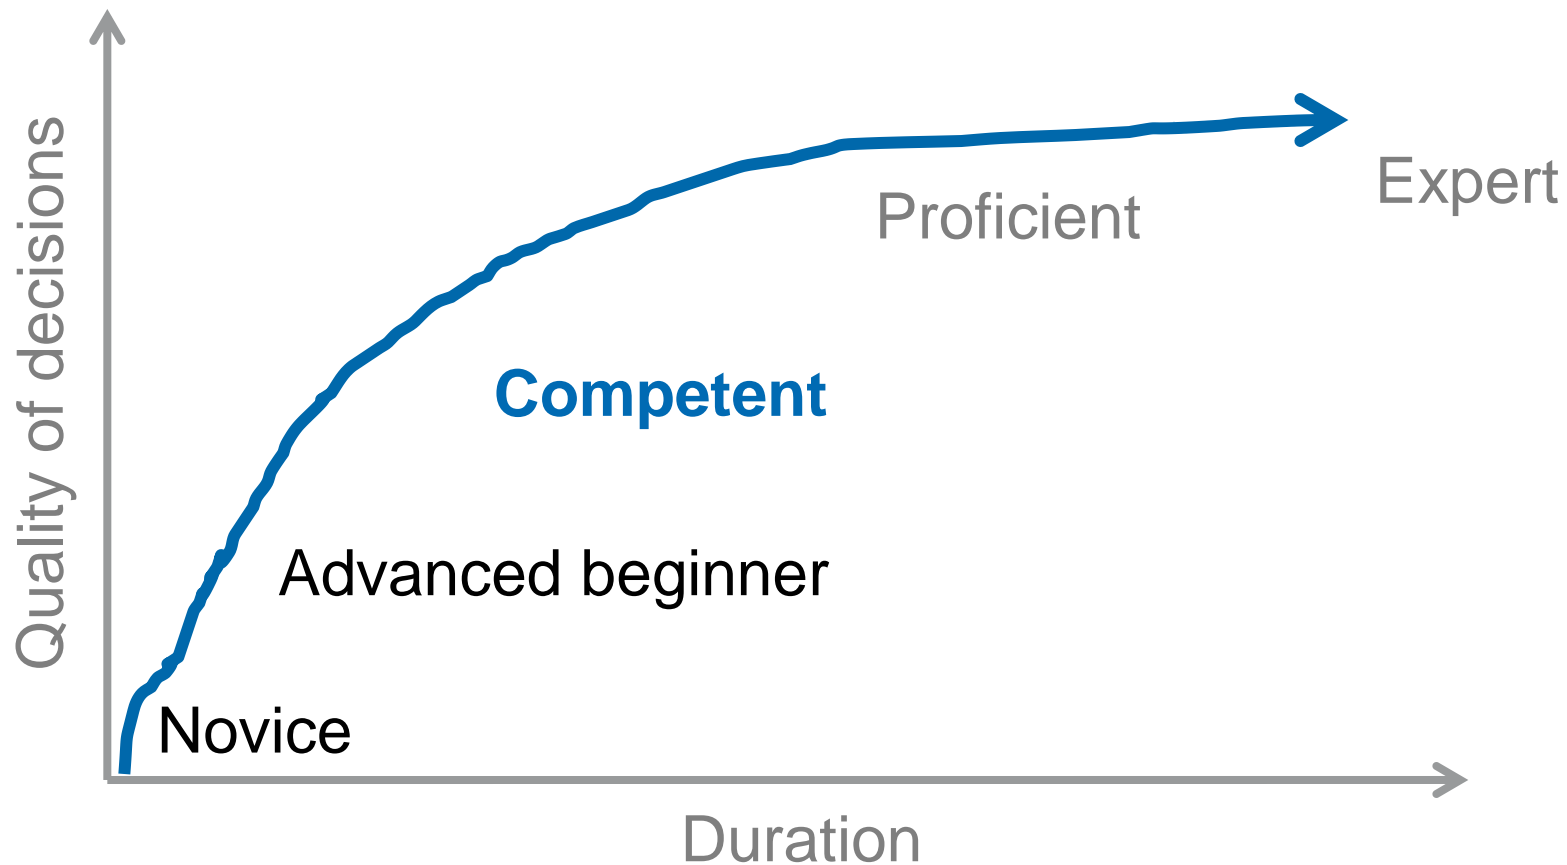 Quality of decisions
Expert
Proficient
Competent
Advanced beginner
Novice
Duration